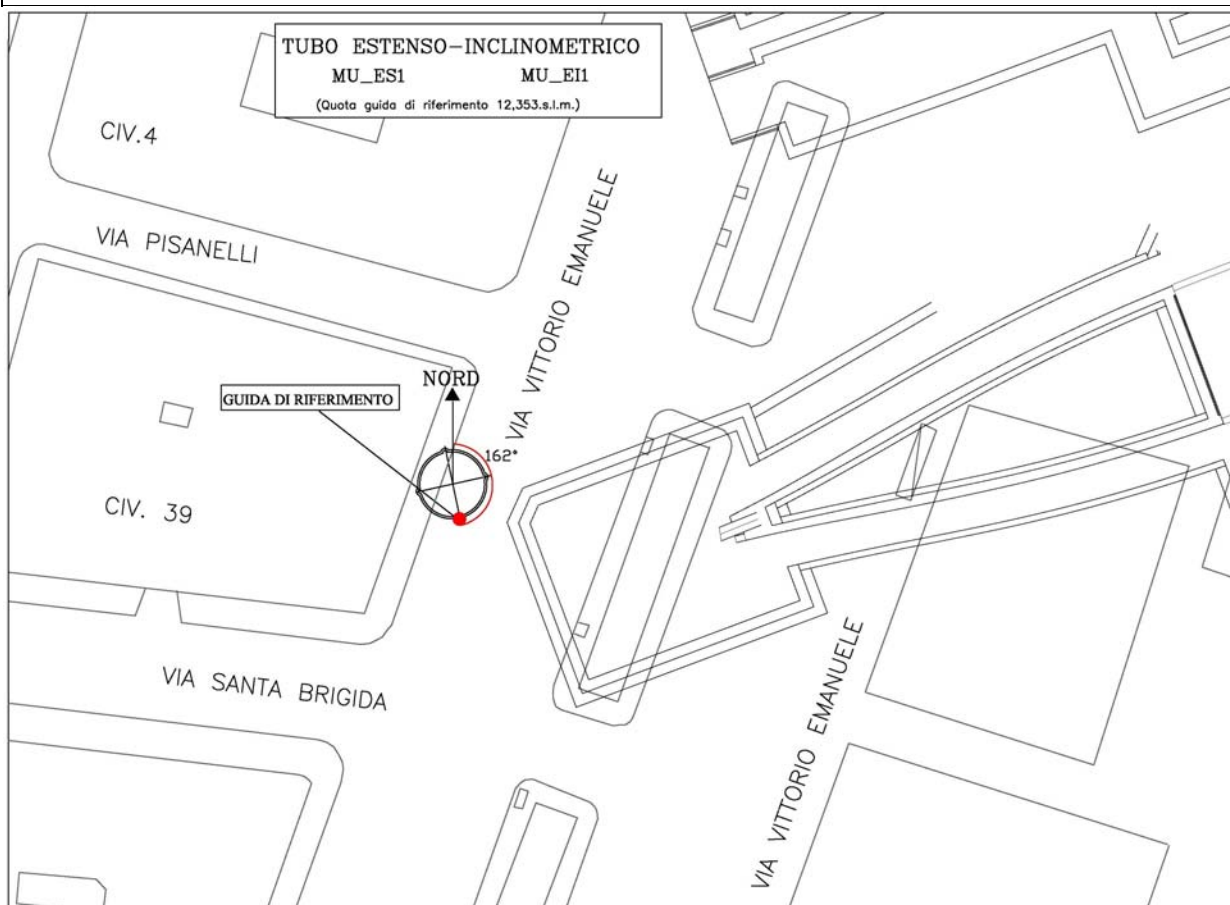 TUBO ESTENSO-INCLINOMETRICO
MU_ES1 MU_EI1
(Quota guida di riferimento 12,353.s.l.m.)
CIV.4
VIA PISANELLI
VIA VITTORIO EMANUELE
NORD
GUIDA DI RIFERIMENTO
162°
CIV. 39
VIA SANTA BRIGIDA
VIA VITTORIO EMANUELE